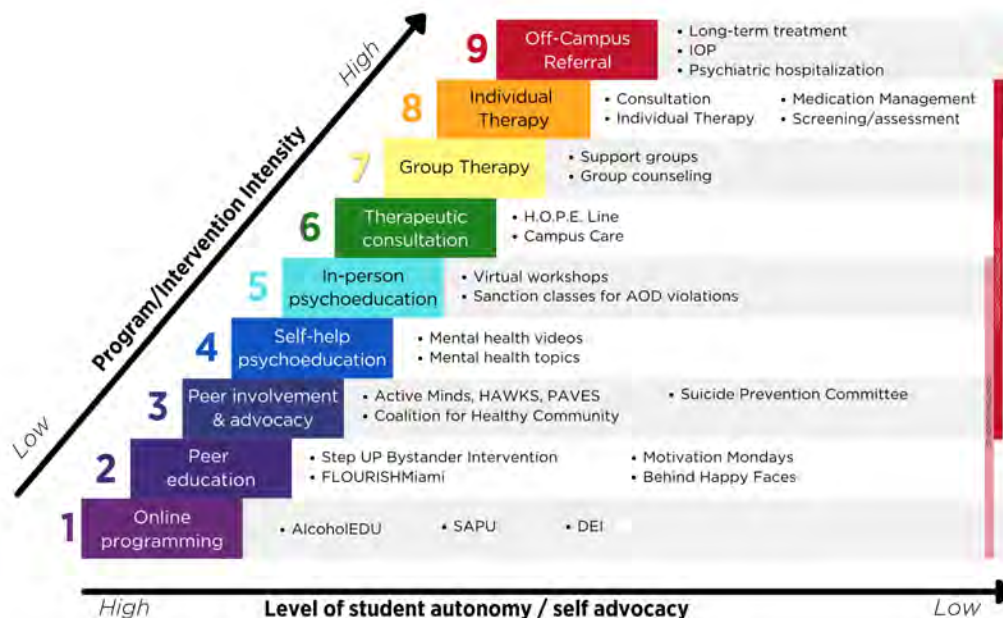 9
Off-Campus
Referral
• Long-term treatment
• IOP
• Psychiatric hospitalization
8
Individual
Therapy
• Consultation
• Individual Therapy
• Medication Management
• Screening/assessment
7
Group Therapy
• Support groups
• Group counseling
6
Therapeutic
consultation
• H.O.P.E. Line
• Campus Care
5
In-person
psychoeducation
• Virtual workshops
• Sanction classes for AOD violations
4
Self-help
psychoeducation
• Mental health videos
• Mental health topics
3
Peer involvement
& advocacy
• Active Minds, HAWKS, PAVES
• Coalition for Healthy Community
• Suicide Prevention Committee
2
Peer
education
• Step UP Bystander Intervention
• FLOURISHMiami
• Motivation Mondays
• Behind Happy Faces
1
Online
programming
• AlcoholEDU
• SAPU
• DEI
High
Program/Intervention Intensity
Low
High
Level of student autonomy / self advocacy
Low